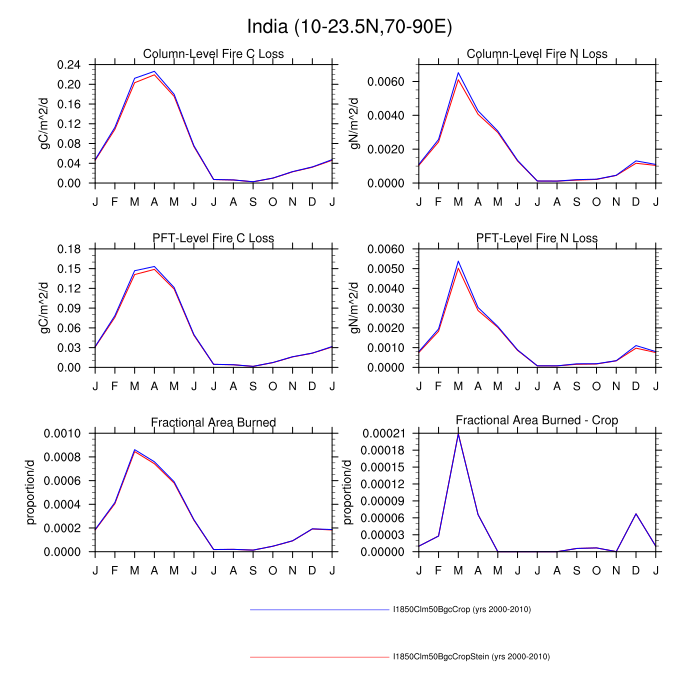 India (10-23.5N,70-90E)
Column-Level Fire C Loss
gC/m^2/d
0.24
0.20
0.16
0.12
0.08
0.04
0.00
J F M A M J J A S O N D J
Column-Level Fire N Loss
gN/m^2/d
0.0060
0.0040
0.0020
0.0000
J F M A M J J A S O N D J
PFT-Level Fire C Loss
gC/m^2/d
0.18
0.15
0.12
0.09
0.06
0.03
0.00
J F M A M J J A S O N D J
PFT-Level Fire N Loss
gN/m^2/d
0.0060
0.0050
0.0040
0.0030
0.0020
0.0010
0.0000
J F M A M J J A S O N D J
Fractional Area Burned
proportion/d
0.0010
0.0008
0.0006
0.0004
0.0002
0.0000
J F M A M J J A S O N D J
Fractional Area Burned - Crop
proportion/d
0.00021
0.00018
0.00015
0.00012
0.00009
0.00006
0.00003
0.00000
J F M A M J J A S O N D J
I1850Clm50BgcCrop (yrs 2000-2010)
I1850Clm50BgcCropStein (yrs 2000-2010)